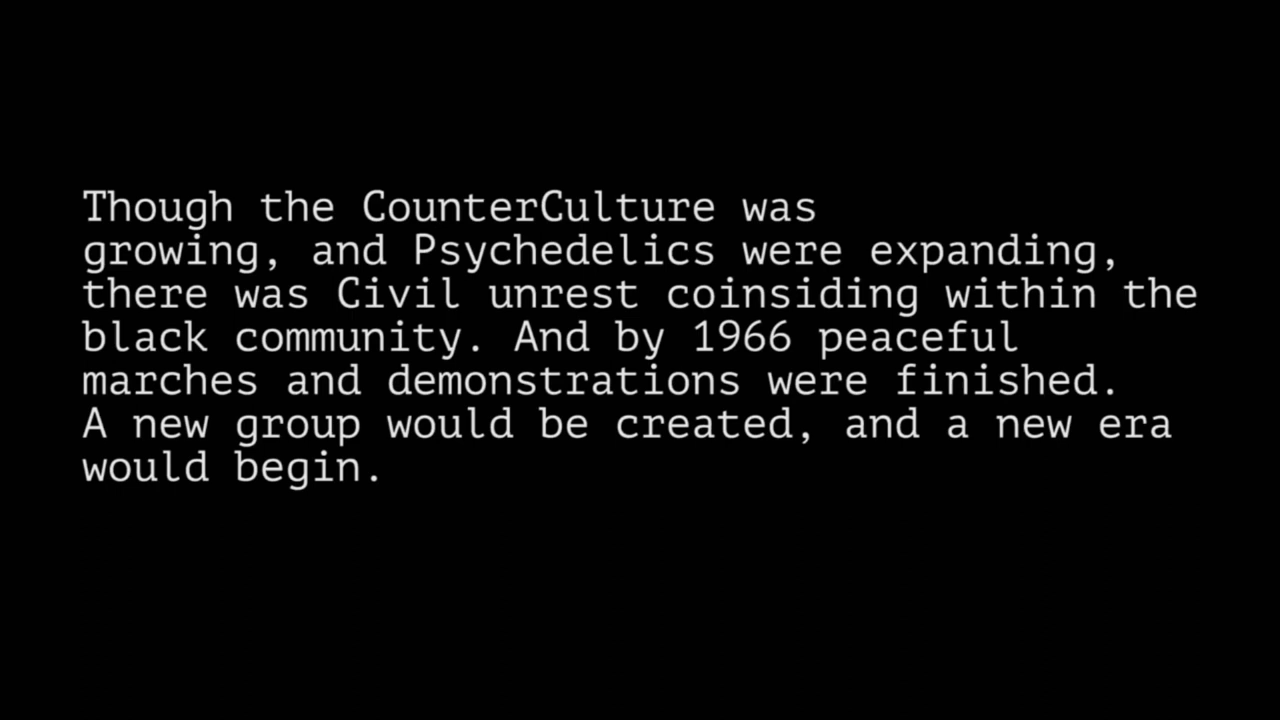 Though the CounterCulture was
growing, and Psychedelics were expanding,
there was Civil unrest coinsiding within the
black community. And by 1966 peaceful
marches and demonstrations were finished.
A new group would be created, and a new era
would begin.